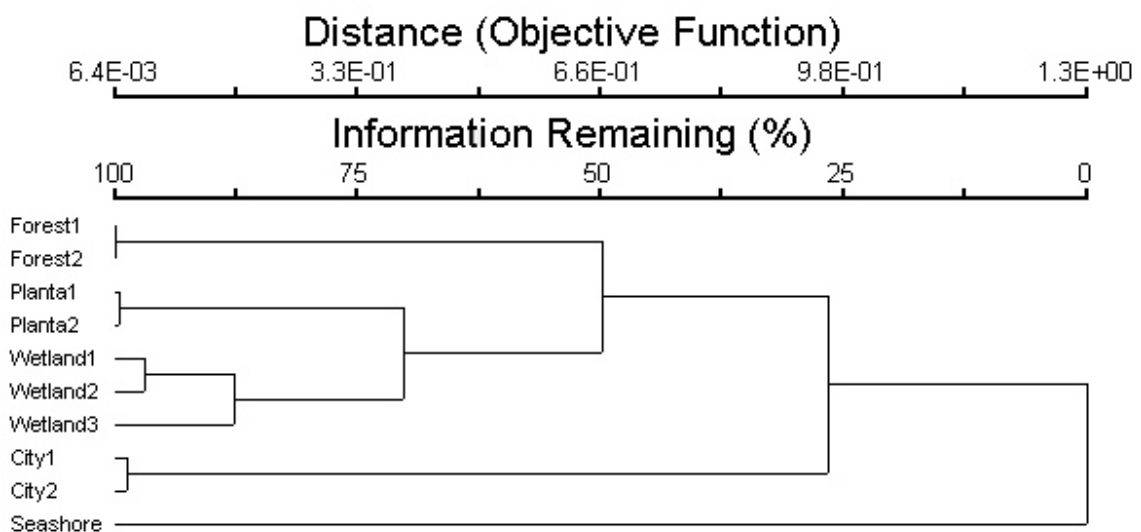 Distance (Objective Function)
6.4E-03 3.3E-01 6.6E-01 9.8E-01 1.3E+00
Information Remaining (%)
100 75 50 25 0
Forest1
Forest2
Planta1
Planta2
Wetland1
Wetland2
Wetland3
City1
City2
Seashore